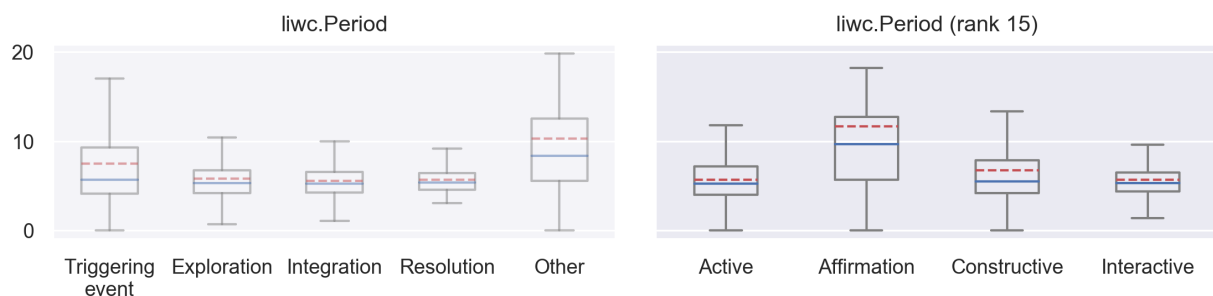 liwc.Period
liwc.Period (rank 15)
20
10
0
Triggering event
Exploration
Integration
Resolution
Other
Active
Affirmation
Constructive
Interactive